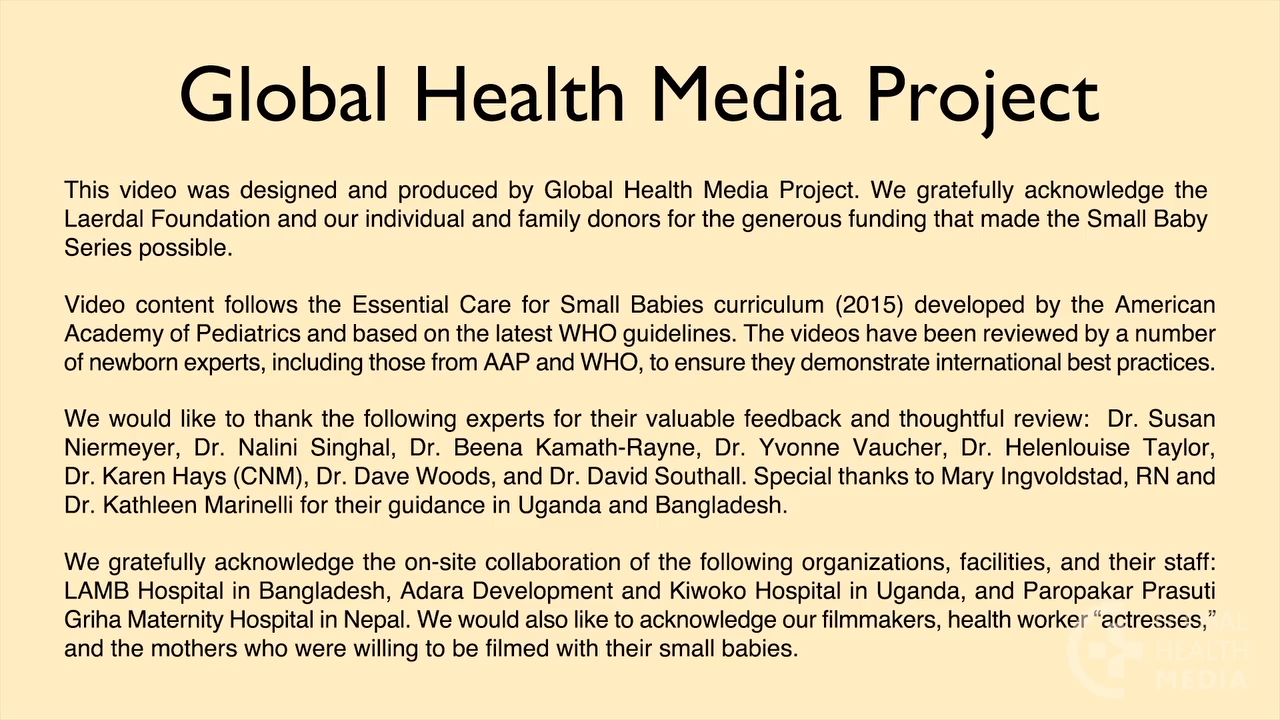 Global Health Media Project
This video was designed and produced by Global Health Media Project. We gratefully acknowledge the
Laerdal Foundation and our individual and family donors for the generous funding that made the Small Baby
Series possible.
Video content follows the Essential Care for Small Babies curriculum (2015) developed by the American
Academy of Pediatrics and based on the latest WHO guidelines. The videos have been reviewed by a number
of newborn experts, including those from AAP and WHO, to ensure they demonstrate international best practices.
We would like to thank the following experts for their valuable feedback and thoughtful review: Dr. Susan
Niermeyer, Dr. Nalini Singhal, Dr. Beena Kamath-Rayne, Dr. Yvonne Vaucher, Dr. Helenlouise Taylor,
Dr. Karen Hays (CNM), Dr. Dave Woods, and Dr. David Southall. Special thanks to Mary Ingvoldstad, RN and
Dr. Kathleen Marinelli for their guidance in Uganda and Bangladesh.
We gratefully acknowledge the on-site collaboration of the following organizations, facilities, and their staff:
LAMB Hospital in Bangladesh, Adara Development and Kiwoko Hospital in Uganda, and Paropakar Prasuti
Griha Maternity Hospital in Nepal. We would also like to acknowledge our filmmakers, health worker “actresses,”
and the mothers who were willing to be filmed with their small babies.
GLOBAL
HEALTH
MEDIA